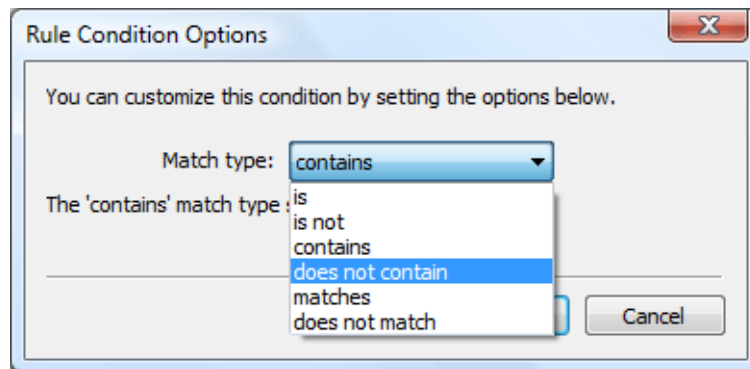 Rule Condition Options
You can customize this condition by setting the options below.
Match type: contains
The 'contains' match type
is
is not
contains
does not contain
matches
does not match
Cancel